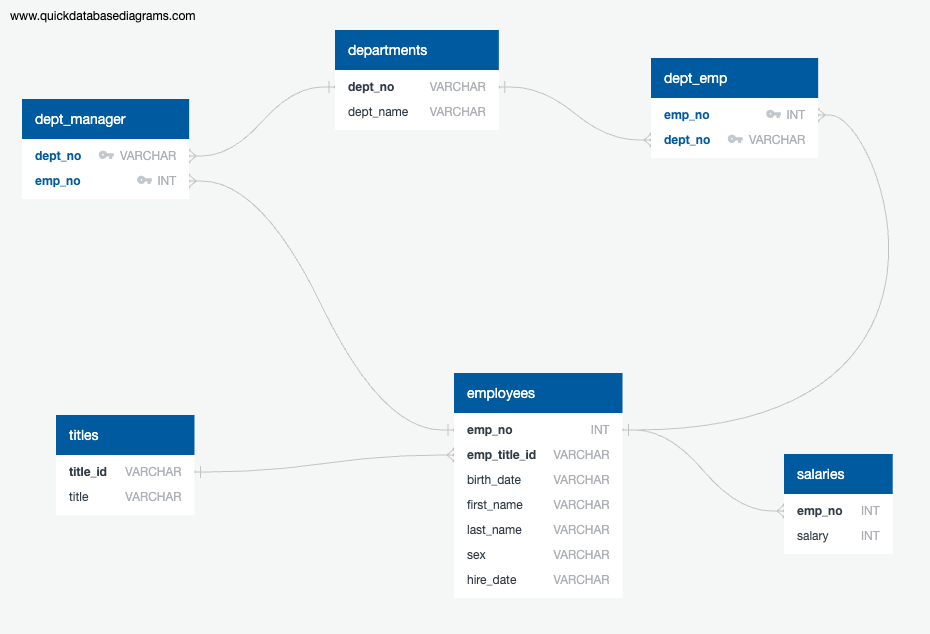 www.quickdatabasediagrams.com
departments
dept_no VARCHAR
dept_name VARCHAR
dept_emp
emp_no INT
dept_no VARCHAR
dept_manager
dept_no VARCHAR
emp_no INT
employees
emp_no INT
emp_title_id VARCHAR
birth_date VARCHAR
first_name VARCHAR
last_name VARCHAR
sex VARCHAR
hire_date VARCHAR
titles
title_id VARCHAR
title VARCHAR
salaries
emp_no INT
salary INT